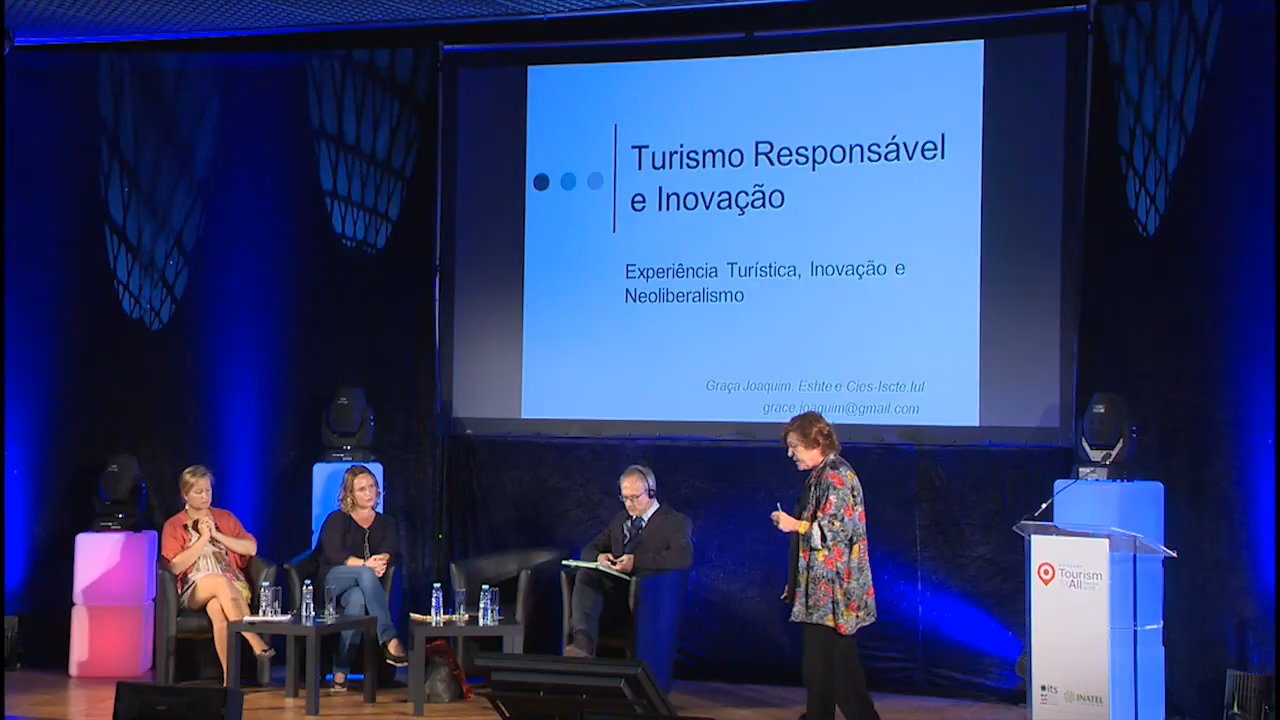 Turismo Responsável
e Inovação
Experiência Turística, Inovação e
Neoliberalismo
Graça Joaquim. Eshte e Cies-Iscte.Iul
grace.joaquim@gmail.com
Tourism
All
its
INATEL